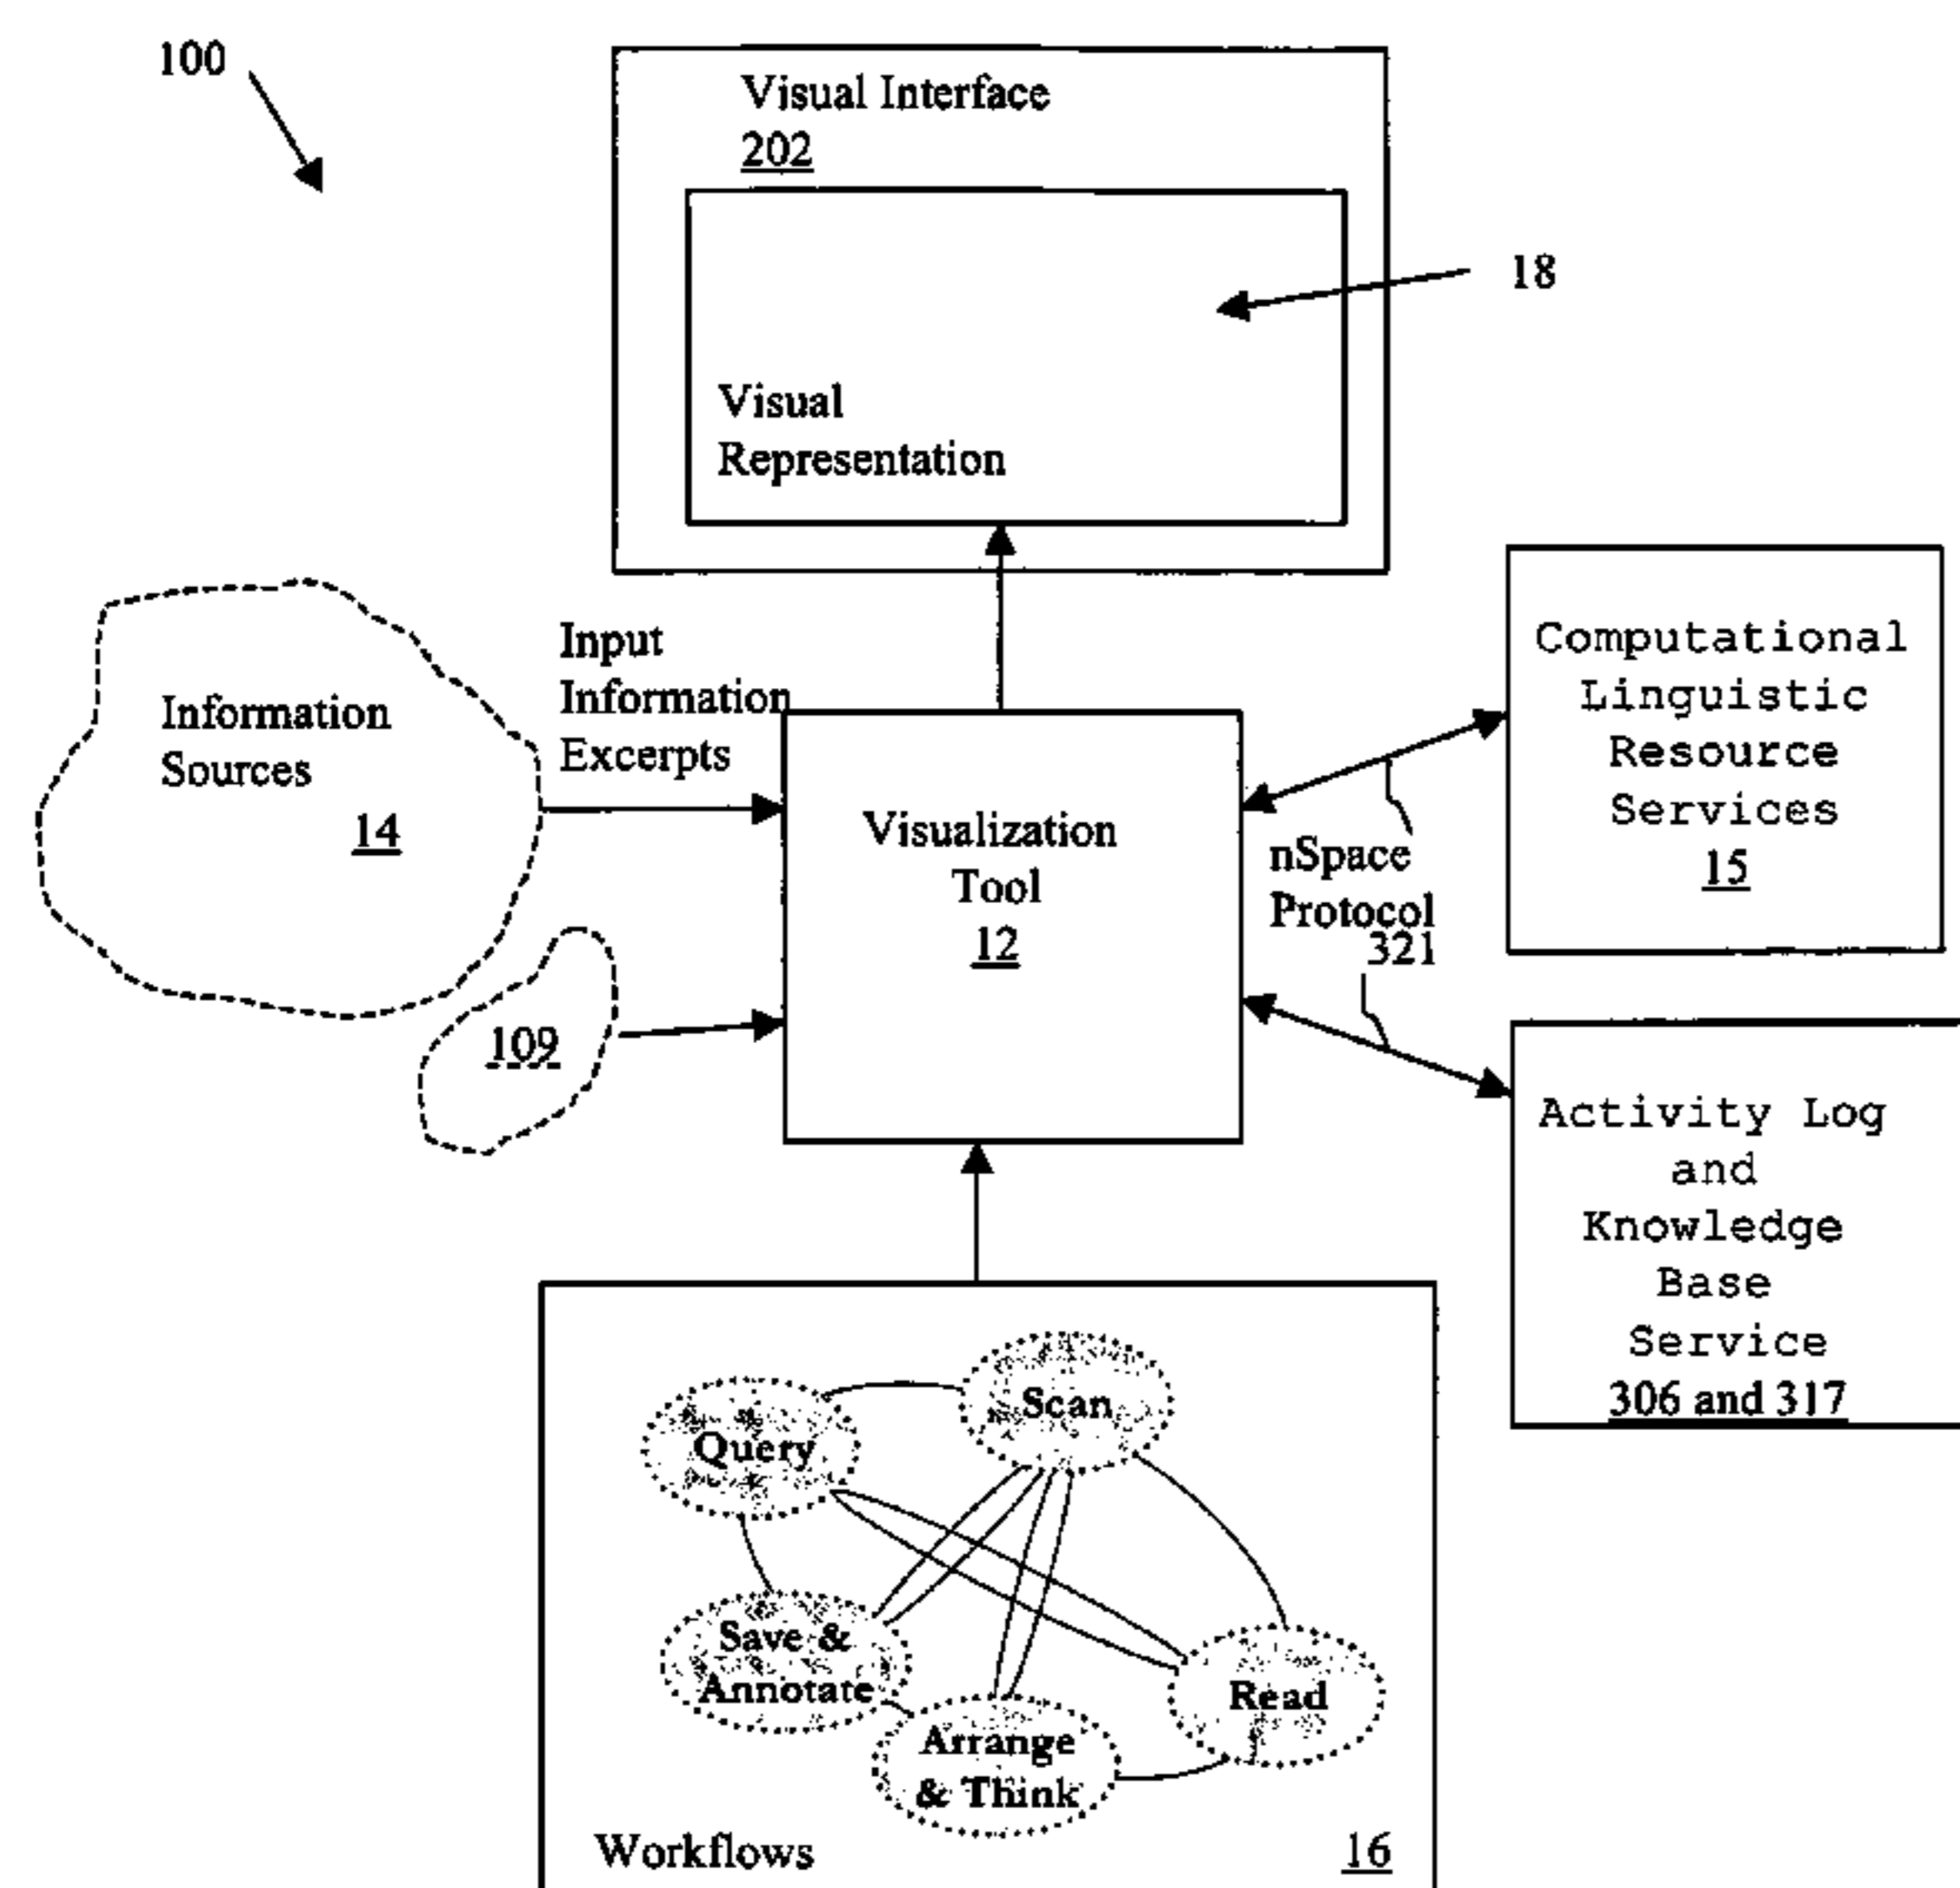 100
Visual Interface
202
18
Visual
Representation
Input
Information
Excerpts
Information
Sources
14
109
Visualization
Tool
12
nSpace
Protocol
321
Computational
Linguistic
Resource
Services
15
Activity Log
and
Knowledge
Base
Service
306 and 317
Scan
Query
Save &
Annotate
Read
Arrange
& Think
Workflows
16